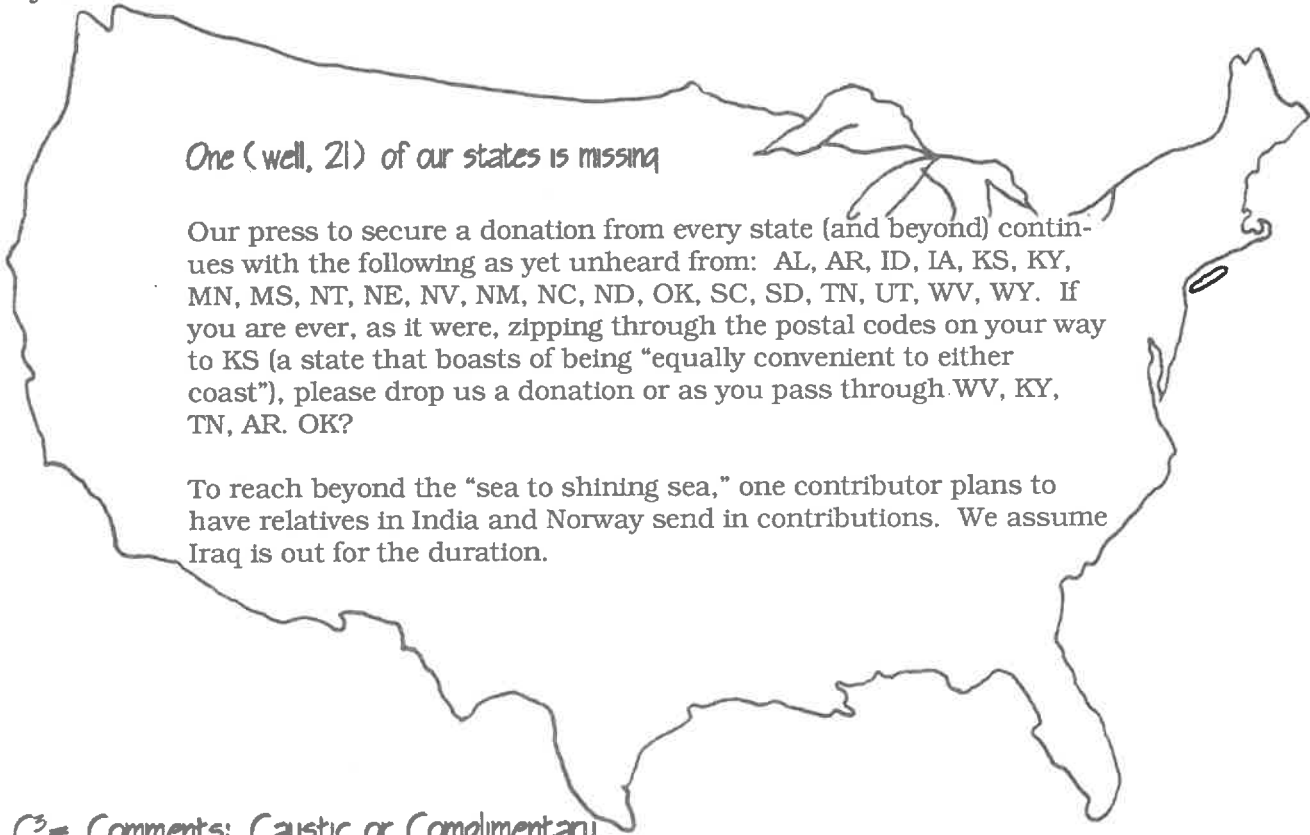 One (well, 21) of our states is missing
Our press to secure a donation from every state (and beyond) contin-
ues with the following as yet unheard from: AL, AR, ID, IA, KS, KY,
MN, MS, NT, NE, NV, NM, NC, ND, OK, SC, SD, TN, UT, WV, WY. If
you are ever, as it were, zipping through the postal codes on your way
to KS (a state that boasts of being “equally convenient to either
coast”), please drop us a donation or as you pass through WV, KY,
TN, AR. OK?
To reach beyond the “sea to shining sea,” one contributor plans to
have relatives in India and Norway send in contributions. We assume
Iraq is out for the duration.
C³= Comments: Caustic or Complimentary